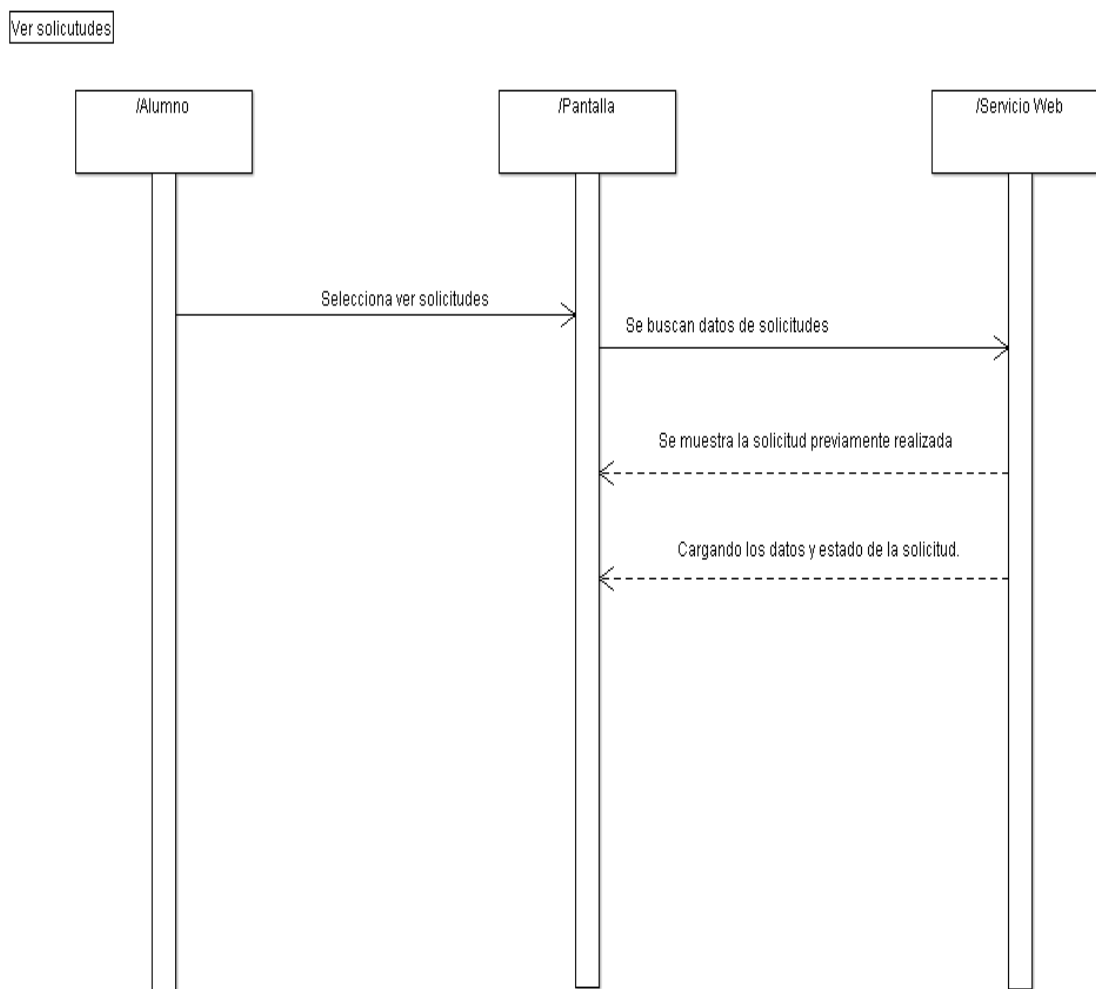 Ver solicutudes
/Alumno
/Pantalla
/Servicio Web
Selecciona ver solicitudes
Se buscan datos de solicitudes
Se muestra la solicitud previamente realizada
Cargando los datos y estado de la solicitud.